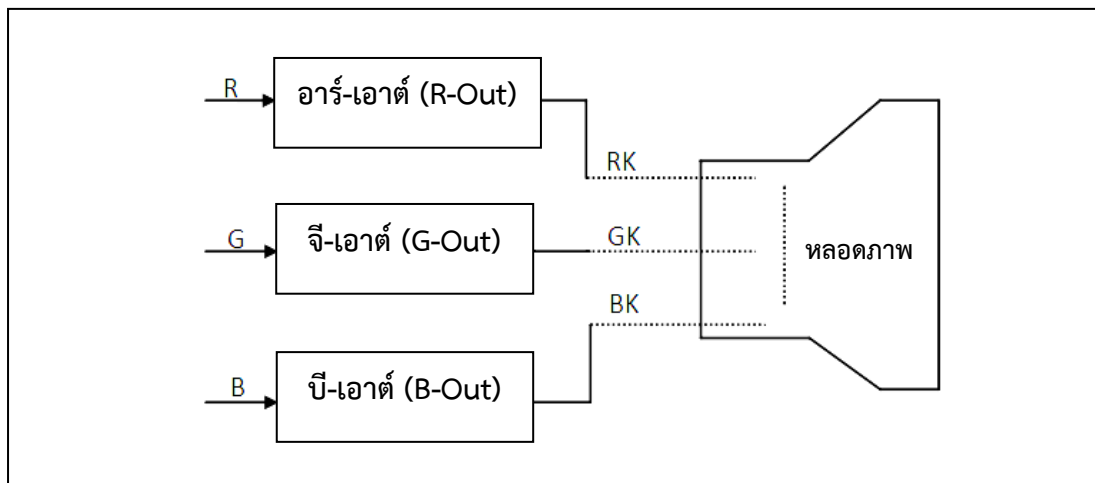 R
อาร์-เอาต์ (R-Out)
RK
G
จี-เอาต์ (G-Out)
GK
หลอดภาพ
BK
B
บี-เอาต์ (B-Out)